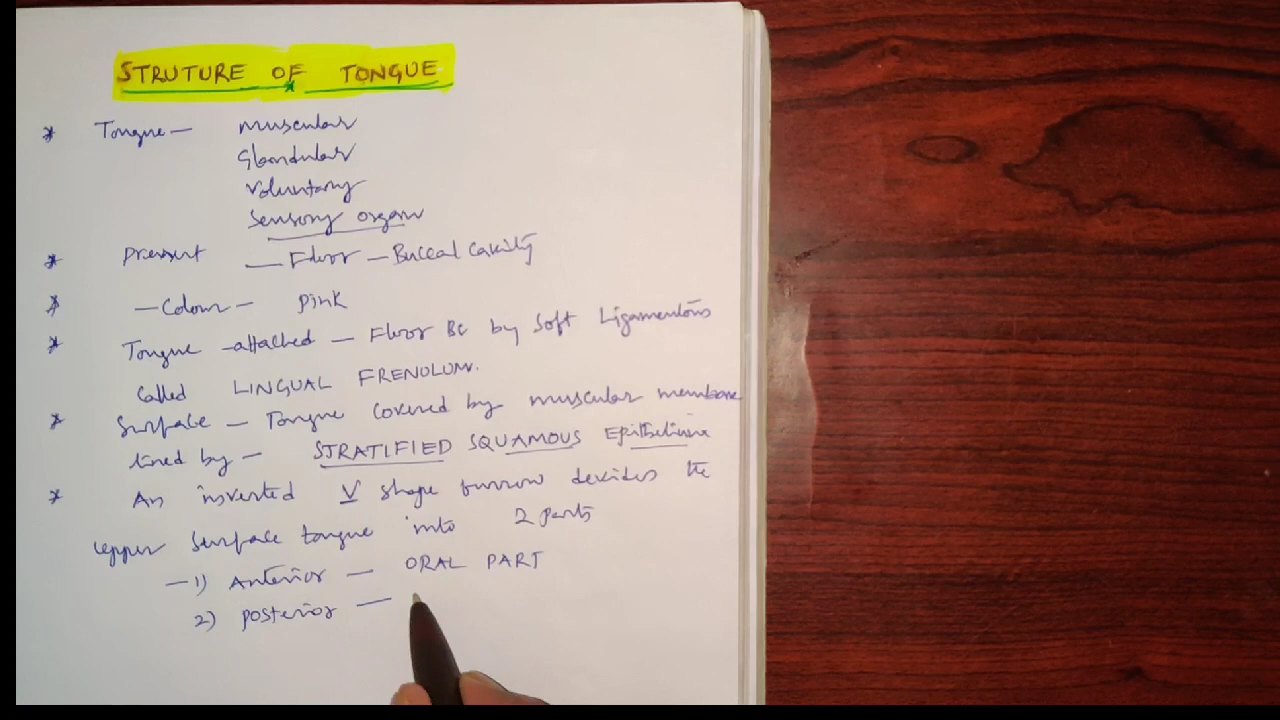 STRUTURE OF TONGUE
* Tongue — muscular
Glandular
Voluntary
Sensory organ
* Present — Floor — Buccal Cavity
* — Colour — Pink
* Tongue — attached — Floor BC by Soft Ligamentous
Called LINGUAL FRENULUM.
* Surface — Tongue covered by muscular membrane
lined by — STRATIFIED SQUAMOUS Epithelium
* An inverted V shape furrow devides the
upper surface tongue into 2 parts
— 1) Anterior — ORAL PART
2) Posterior —